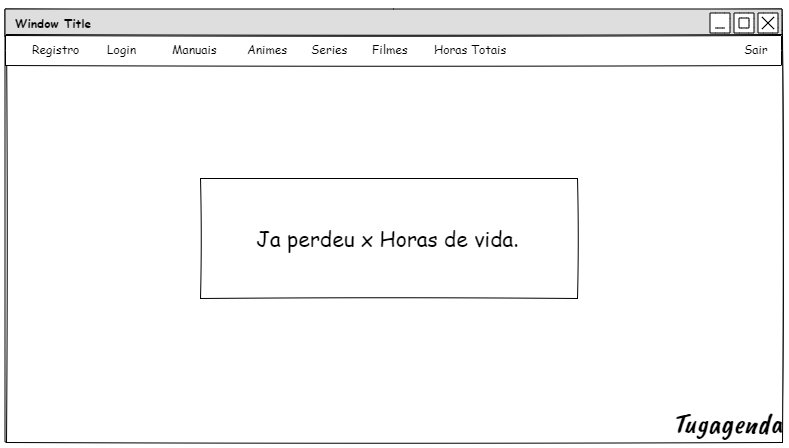 Window Title
Registro Login Manuais Animes Series Filmes Horas Totais Sair
Ja perdeu x Horas de vida.
Tugagenda